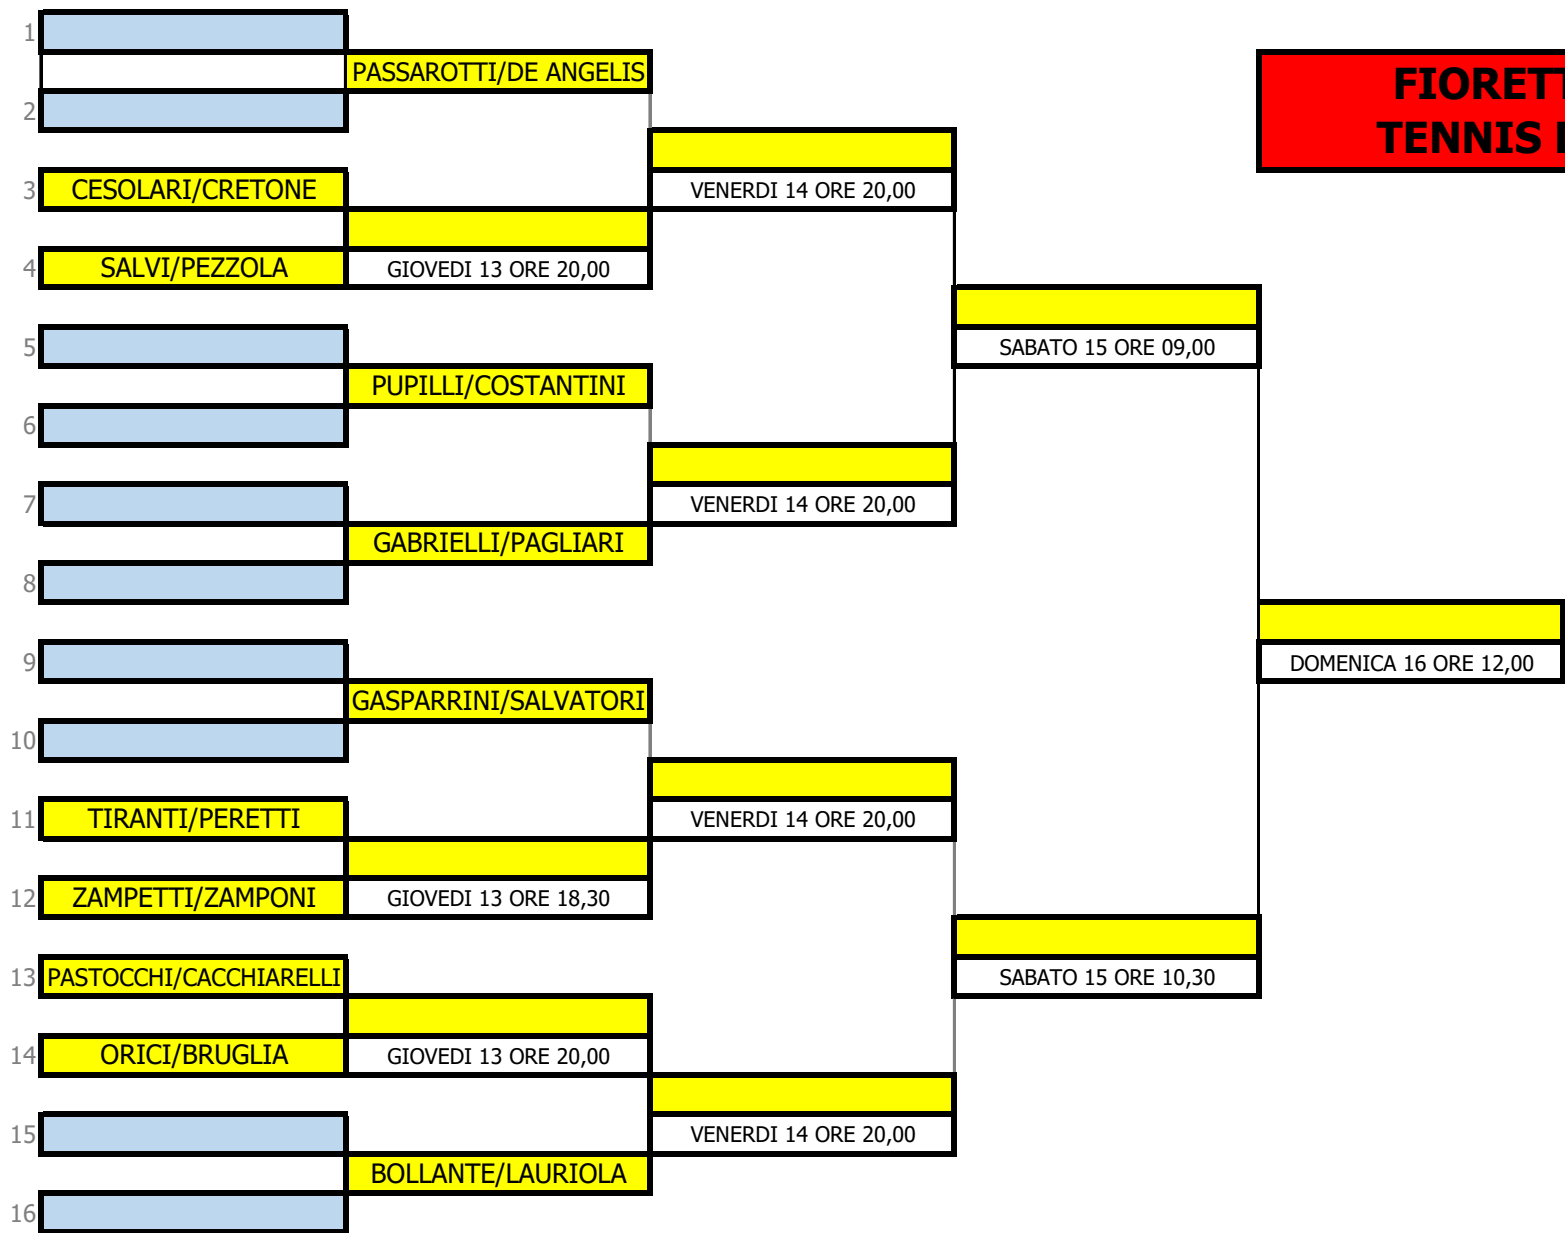 1
PASSAROTTI/DE ANGELIS
2
FIORETT
TENNIS
3 CESOLARI/CRETONE
VENERDI 14 ORE 20,00
4 SALVI/PEZZOLA
GIOVEDI 13 ORE 20,00
5
SABATO 15 ORE 09,00
PUPILLI/COSTANTINI
6
7
VENERDI 14 ORE 20,00
GABRIELLI/PAGLIARI
8
9
DOMENICA 16 ORE 12,00
GASPARRINI/SALVATORI
10
11 TIRANTI/PERETTI
VENERDI 14 ORE 20,00
12 ZAMPETTI/ZAMPONI
GIOVEDI 13 ORE 18,30
13 PASTOCCHI/CACCHIARELLI
SABATO 15 ORE 10,30
14 ORICI/BRUGLIA
GIOVEDI 13 ORE 20,00
15
VENERDI 14 ORE 20,00
BOLLANTE/LAURIOLA
16